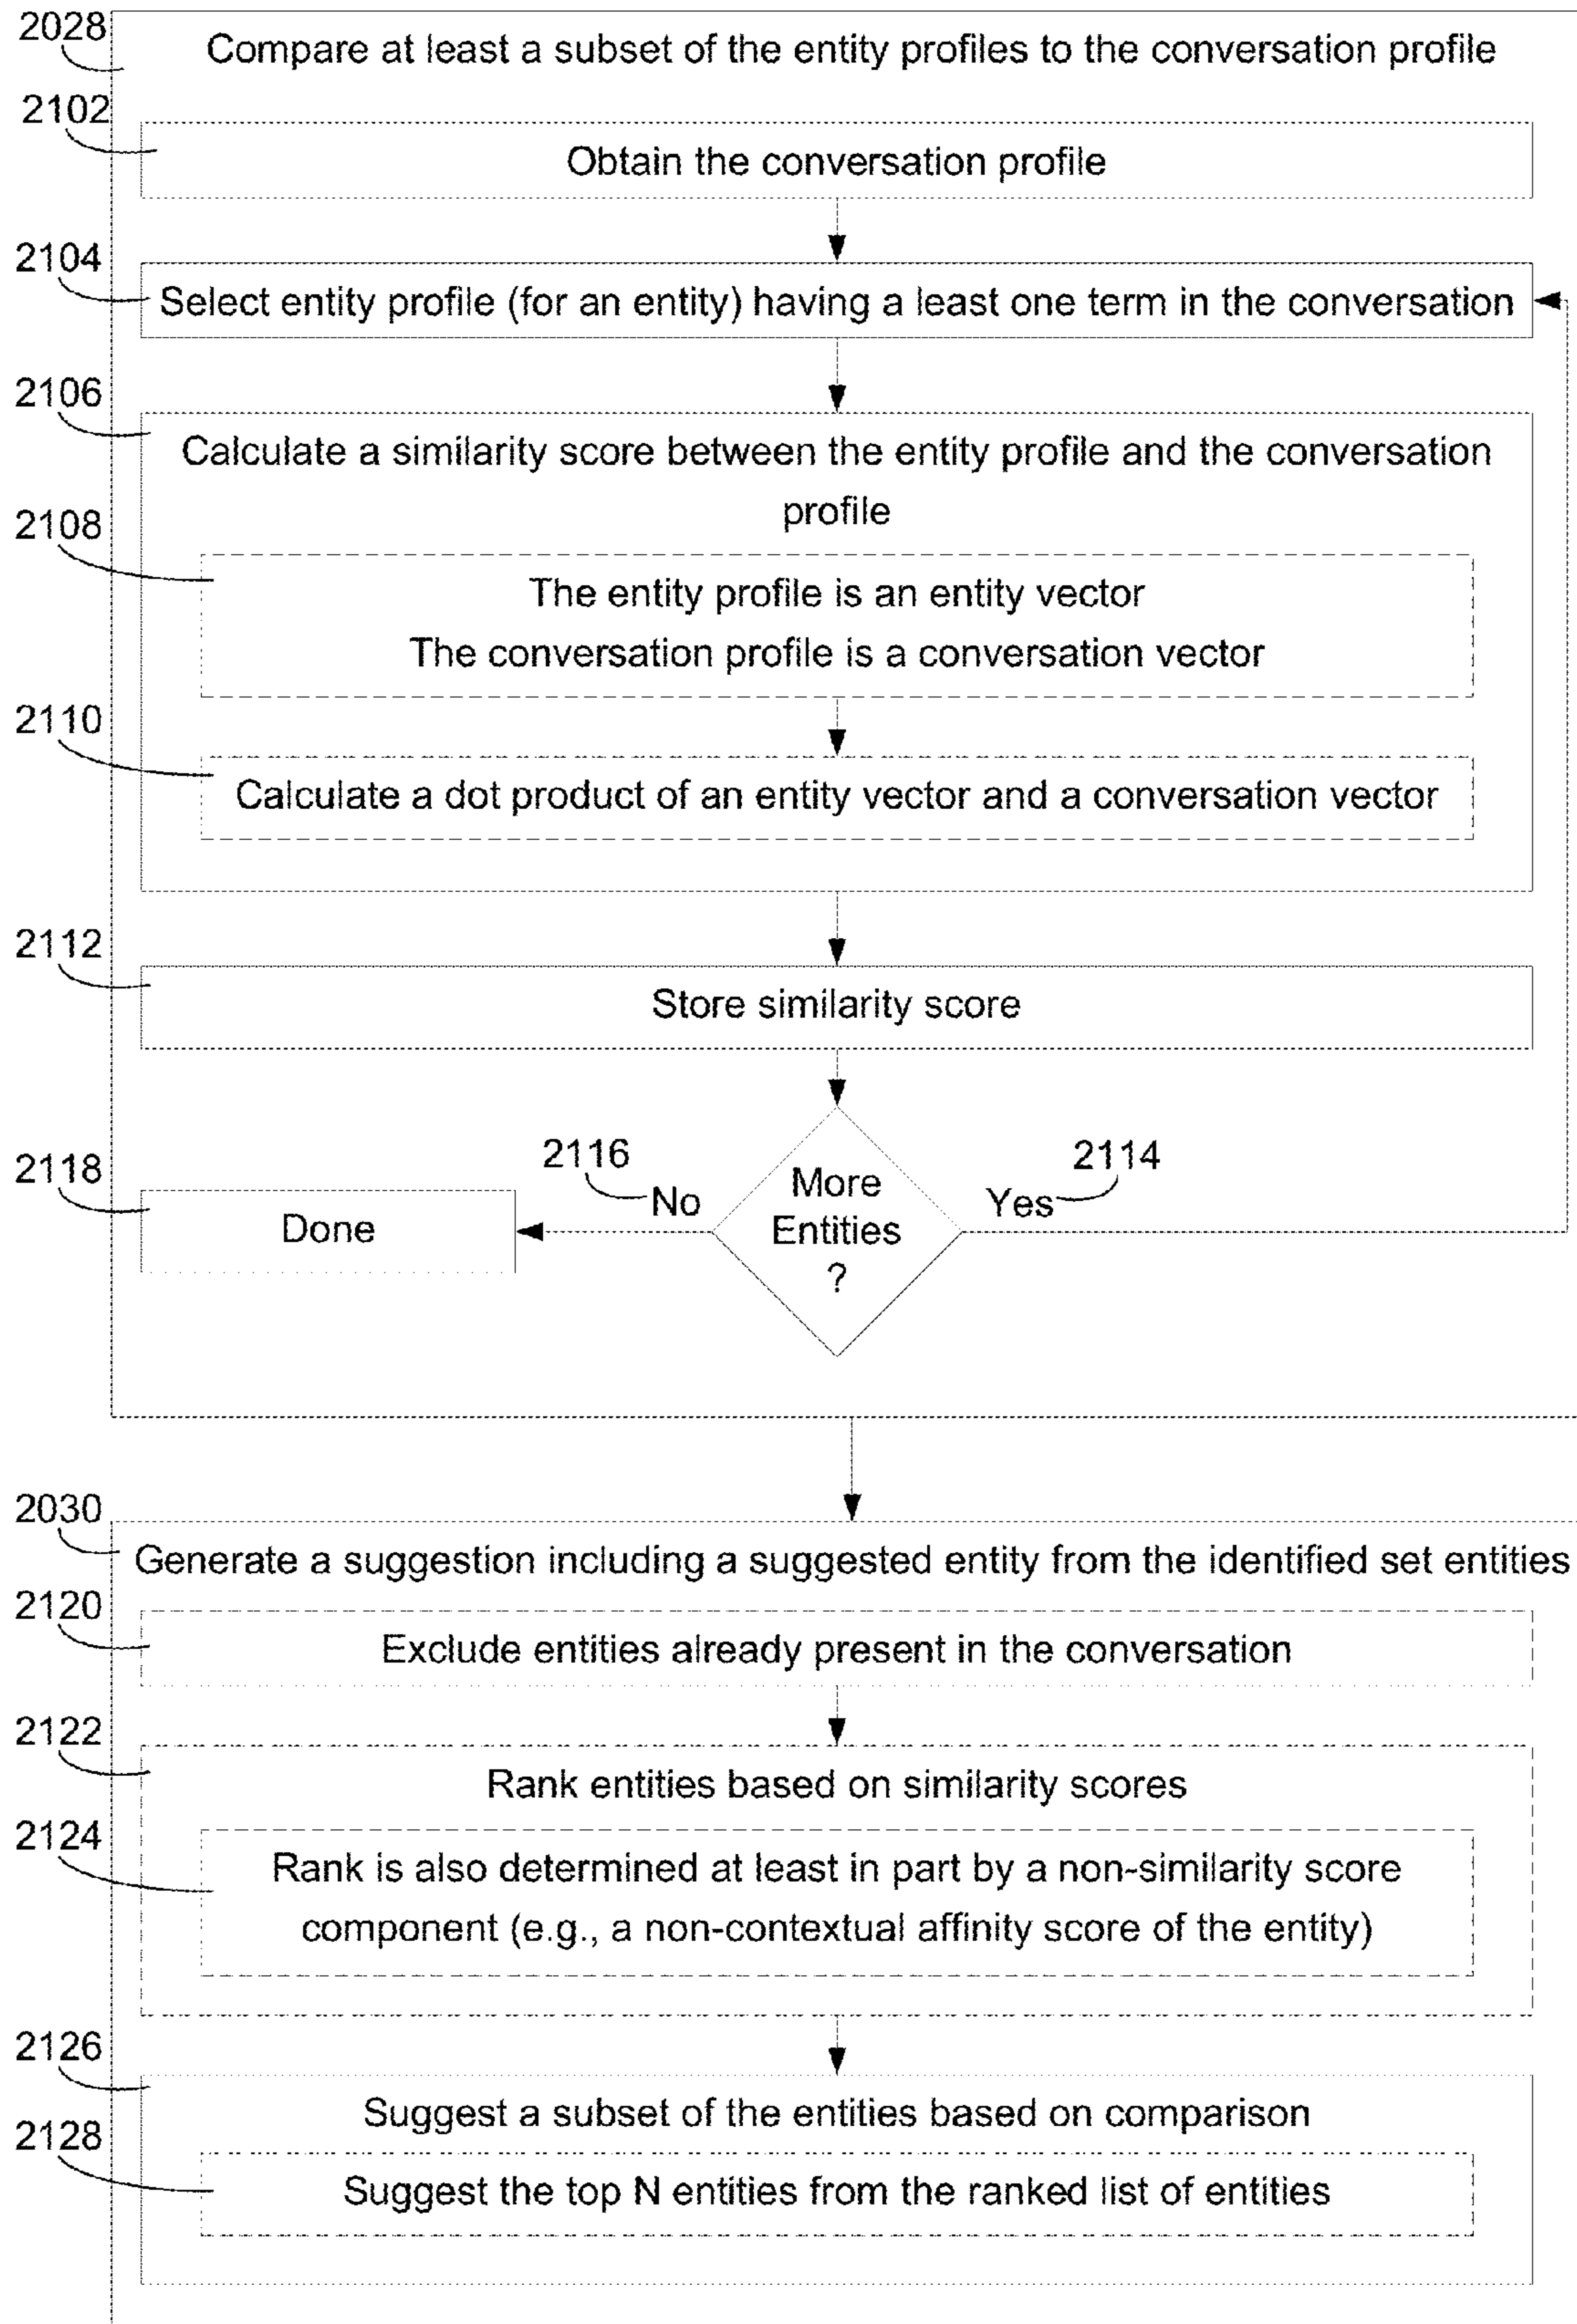 2028
Compare at least a subset of the entity profiles to the conversation profile
2102
Obtain the conversation profile
2104
Select entity profile (for an entity) having a least one term in the conversation
2106
Calculate a similarity score between the entity profile and the conversation
profile
2108
The entity profile is an entity vector
The conversation profile is a conversation vector
2110
Calculate a dot product of an entity vector and a conversation vector
2112
Store similarity score
2118
Done
2116
No
More
Entities
?
2114
Yes
2030
Generate a suggestion including a suggested entity from the identified set entities
2120
Exclude entities already present in the conversation
2122
Rank entities based on similarity scores
2124
Rank is also determined at least in part by a non-similarity score
component (e.g., a non-contextual affinity score of the entity)
2126
Suggest a subset of the entities based on comparison
2128
Suggest the top N entities from the ranked list of entities